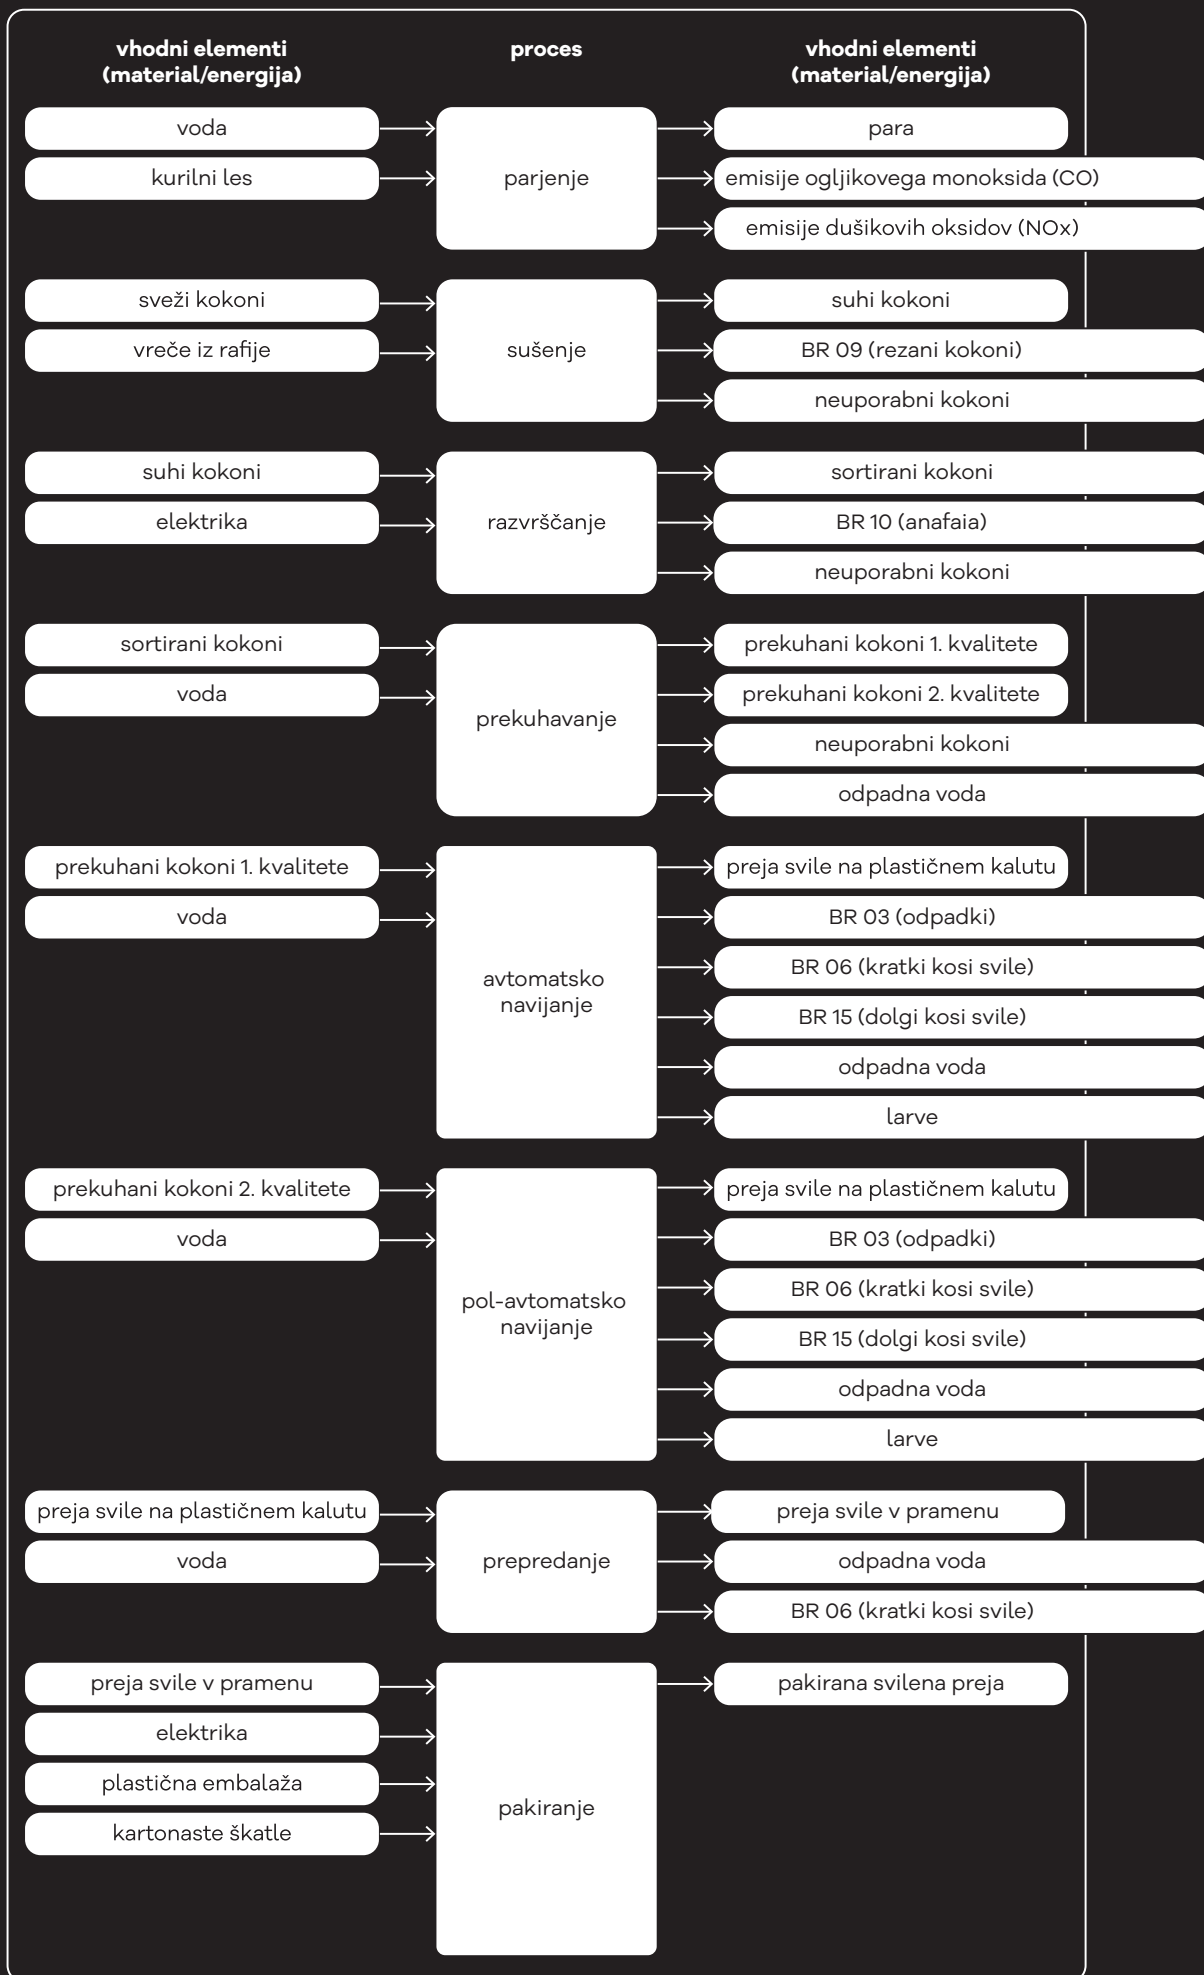 vhodni elementi
(material/energija)
proces
vhodni elementi
(material/energija)
voda
kurilni les
parjenje
para
emisije ogljikovega monoksida (CO)
emisije dušikovih oksidov (NOx)
sveži kokoni
vreče iz rafije
sušenje
suhi kokoni
BR 09 (rezani kokoni)
neuporabni kokoni
suhi kokoni
elektrika
razvrščanje
sortirani kokoni
BR 10 (anafaia)
neuporabni kokoni
sortirani kokoni
voda
prekuhavanje
prekuhani kokoni 1. kvalitete
prekuhani kokoni 2. kvalitete
neuporabni kokoni
odpadna voda
prekuhani kokoni 1. kvalitete
voda
avtomatsko
navijanje
preja svile na plastičnem kalutu
BR 03 (odpadki)
BR 06 (kratki kosi svile)
BR 15 (dolgi kosi svile)
odpadna voda
larve
prekuhani kokoni 2. kvalitete
voda
pol-avtomatsko
navijanje
preja svile na plastičnem kalutu
BR 03 (odpadki)
BR 06 (kratki kosi svile)
BR 15 (dolgi kosi svile)
odpadna voda
larve
preja svile na plastičnem kalutu
voda
prepredanje
preja svile v pramenu
odpadna voda
BR 06 (kratki kosi svile)
preja svile v pramenu
elektrika
plastična embalaža
kartonaste škatle
pakiranje
pakirana svilena preja